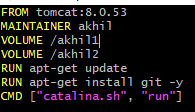 FROM tomcat:8.0.53
MAINTAINER akhil
VOLUME /akhil1
VOLUME /akhil2
RUN apt-get update
RUN apt-get install git -y
CMD ["catalina.sh", "run"]